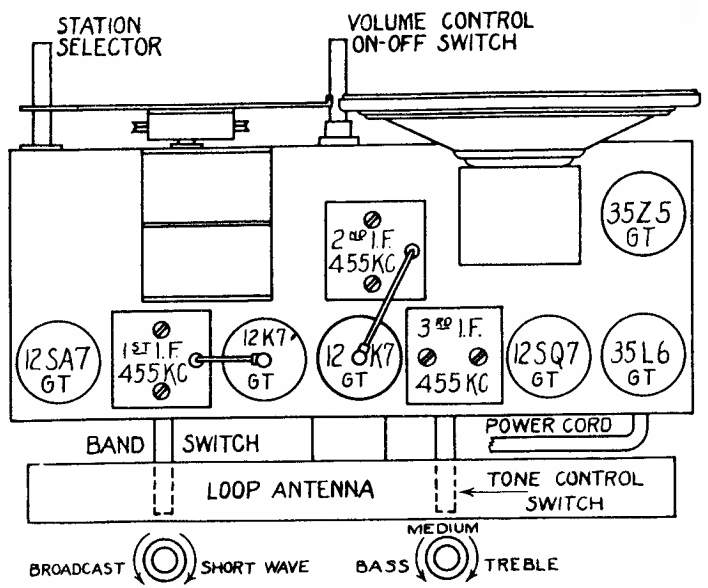 STATION
SELECTOR
VOLUME CONTROL
ON-OFF SWITCH
35Z5
GT
2ND I.F.
455KC
12SA7
GT
1ST I.F.
455KC
12K7
GT
12K7
GT
3RD I.F.
455KC
12SQ7
GT
35L6
GT
BAND SWITCH
POWER CORD
LOOP ANTENNA
TONE CONTROL
SWITCH
BROADCAST
SHORT WAVE
MEDIUM
BASS
TREBLE